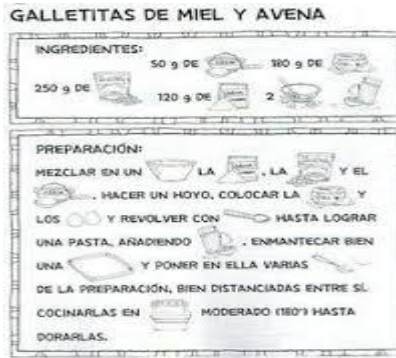 GALLETITAS DE MIEL Y AVENA
INGREDIENTES:
50 g DE 180 g DE
250 g DE 120 g DE 2
PREPARACIÓN:
MEZCLAR EN UN LA , LA Y EL
. HACER UN HOYO, COLOCAR LA Y
LOS Y REVOLVER CON HASTA LOGRAR
UNA PASTA, AÑADIENDO . ENMANTECAR BIEN
UNA Y PONER EN ELLA VARIAS
DE LA PREPARACIÓN, BIEN DISTANCIADAS ENTRE SÍ.
COCINARLAS EN MODERADO (180°) HASTA
DORARLAS.